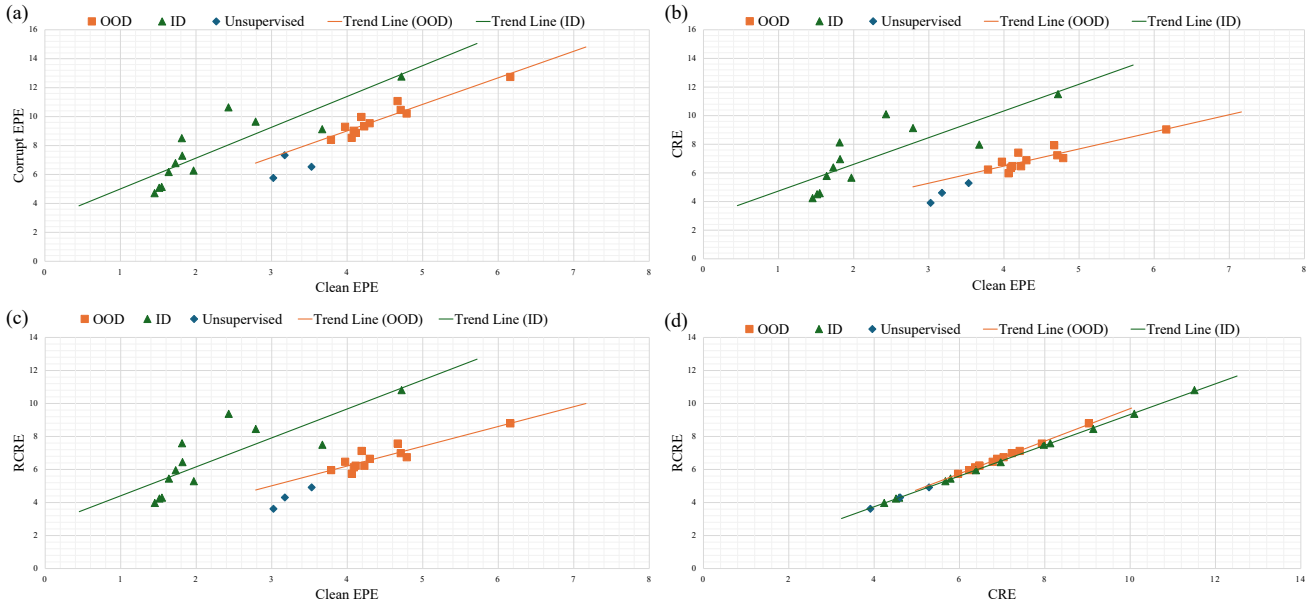 (a)
OOD ID Unsupervised Trend Line (OOD) Trend Line (ID)
Corrupt EPE
16
14
12
10
8
6
4
2
0
0 1 2 3 4 5 6 7 8
Clean EPE
(b)
OOD ID Unsupervised Trend Line (OOD) Trend Line (ID)
CRE
16
14
12
10
8
6
4
2
0
0 1 2 3 4 5 6 7 8
Clean EPE
(c)
OOD ID Unsupervised Trend Line (OOD) Trend Line (ID)
RCRE
14
12
10
8
6
4
2
0
0 1 2 3 4 5 6 7 8
Clean EPE
(d)
OOD ID Unsupervised Trend Line (OOD) Trend Line (ID)
RCRE
14
12
10
8
6
4
2
0
0 2 4 6 8 10 12 14
CRE